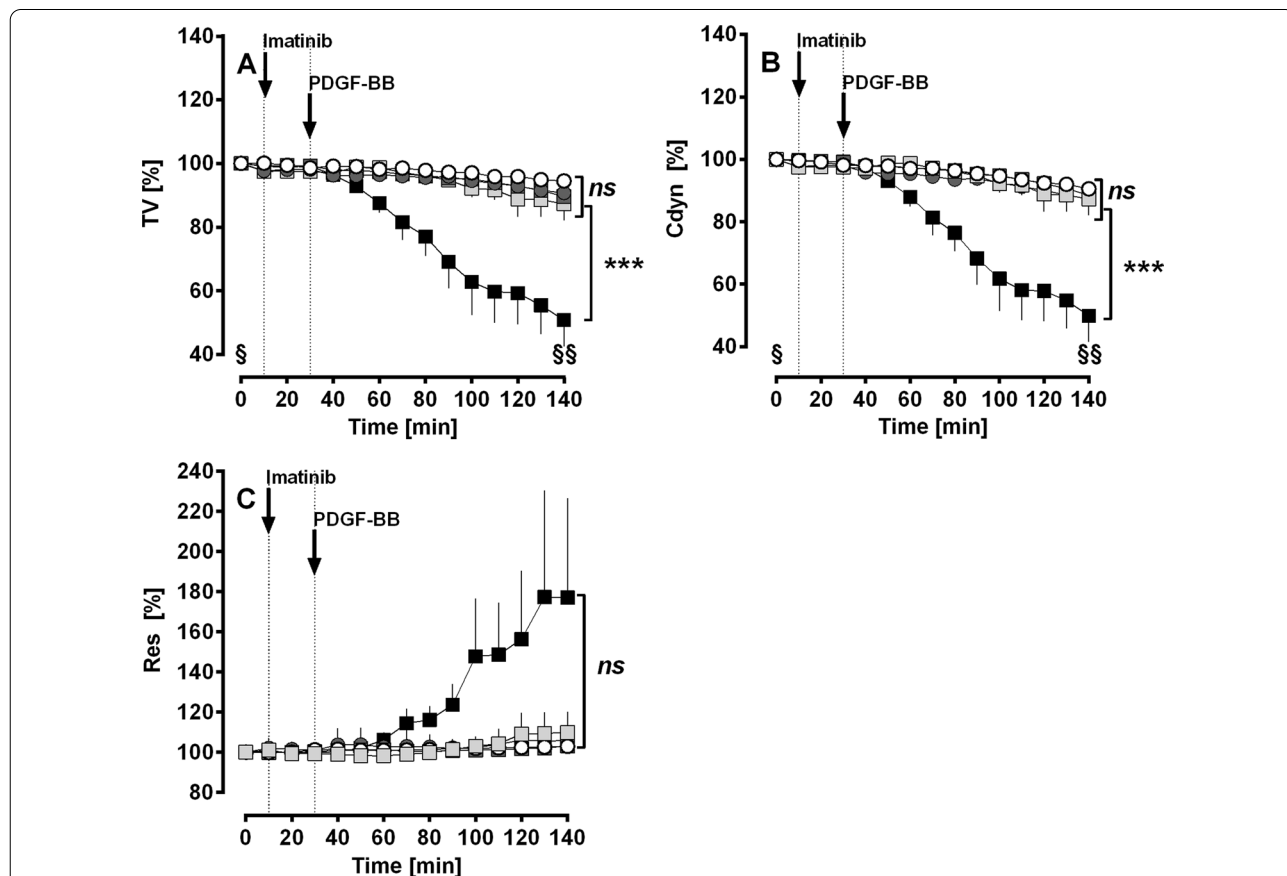 A
Imatinib
PDGF-BB
TV [%]
140
120
100
80
60
40
ns
***
§ §§
0 20 40 60 80 100 120 140
Time [min]
B
Imatinib
PDGF-BB
Cdyn [%]
140
120
100
80
60
40
ns
***
§ §§
0 20 40 60 80 100 120 140
Time [min]
C
Imatinib
PDGF-BB
Res [%]
240
220
200
180
160
140
120
100
80
ns
0 20 40 60 80 100 120 140
Time [min]